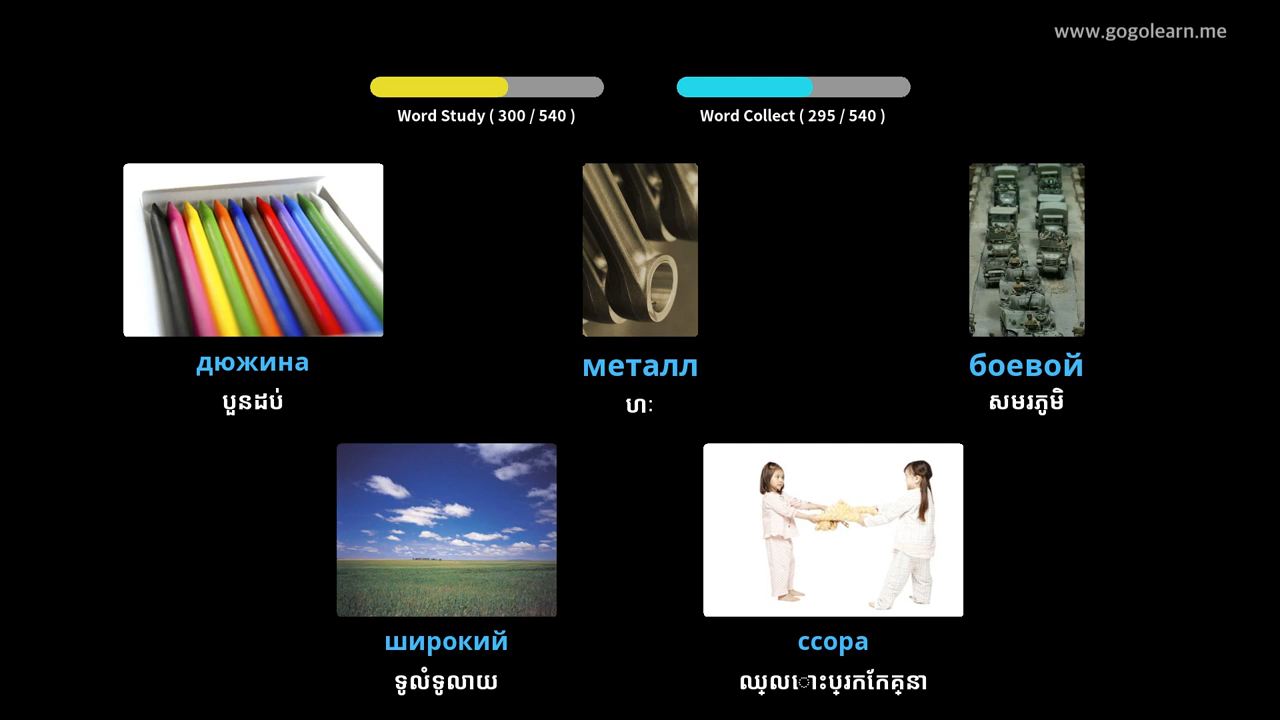 www.gogolearn.me
Word Study ( 300 / 540 )
Word Collect ( 295 / 540 )
дюжина
បួនដប់
металл
ហៈ
боевой
សមរភូមិ
широкий
ទូលំទូលាយ
ссора
ឈ្លោះប្រកែកគ្នា